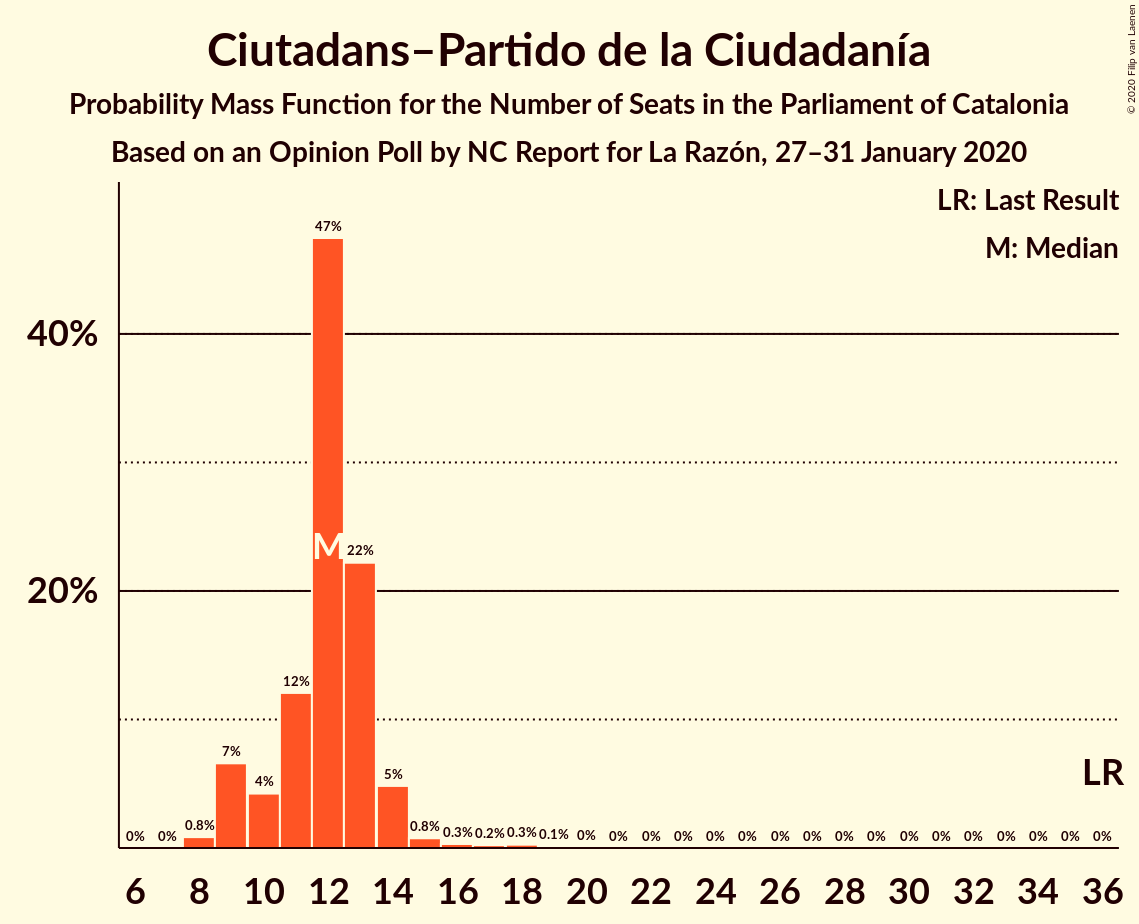 Ciutadans–Partido de la Ciudadanía
Probability Mass Function for the Number of Seats in the Parliament of Catalonia
Based on an Opinion Poll by NC Report for La Razón, 27–31 January 2020
© 2020 Filip van Laenen
LR: Last Result
M: Median
47%
40%
M
22%
20%
12%
7%
4%
5%
LR
0% 0% 0.8% 0.8% 0.3% 0.2% 0.3% 0.1% 0% 0% 0% 0% 0% 0% 0% 0% 0% 0% 0% 0% 0% 0% 0% 0% 0%
6 8 10 12 14 16 18 20 22 24 26 28 30 32 34 36